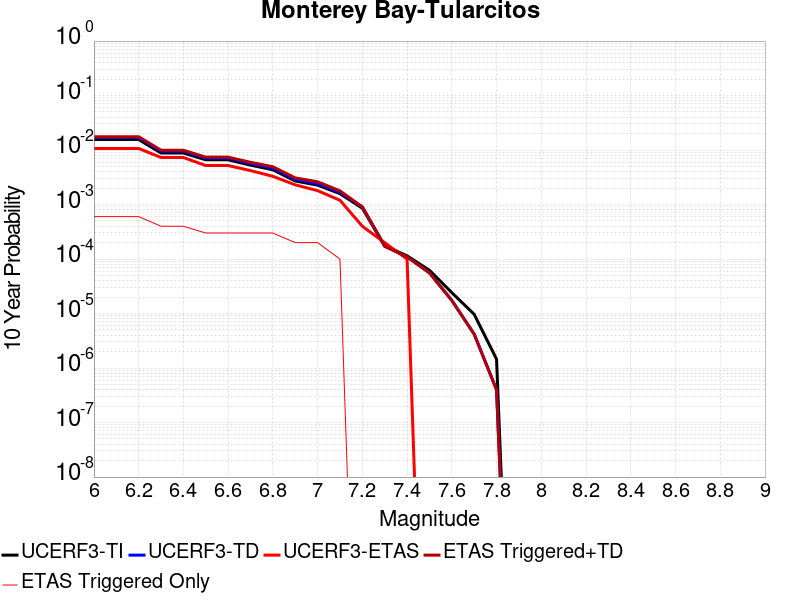 Monterey Bay-Tularcitos
10 Year Probability
10^0
10^-1
10^-2
10^-3
10^-4
10^-5
10^-6
10^-7
10^-8
6 6.2 6.4 6.6 6.8 7 7.2 7.4 7.6 7.8 8 8.2 8.4 8.6 8.8 9
Magnitude
UCERF3-TI UCERF3-TD UCERF3-ETAS ETAS Triggered+TD
ETAS Triggered Only